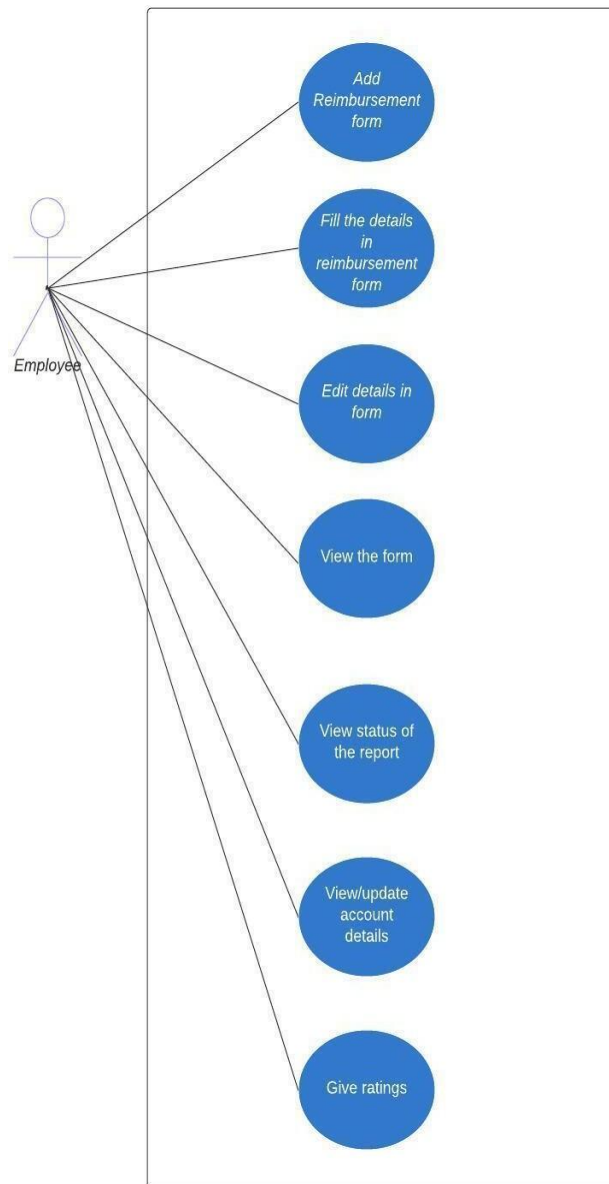 Add
Reimbursement
form
Fill the details
in
reimbursement
form
Employee
Edit details in
form
View the form
View status of
the report
View/update
account
details
Give ratings